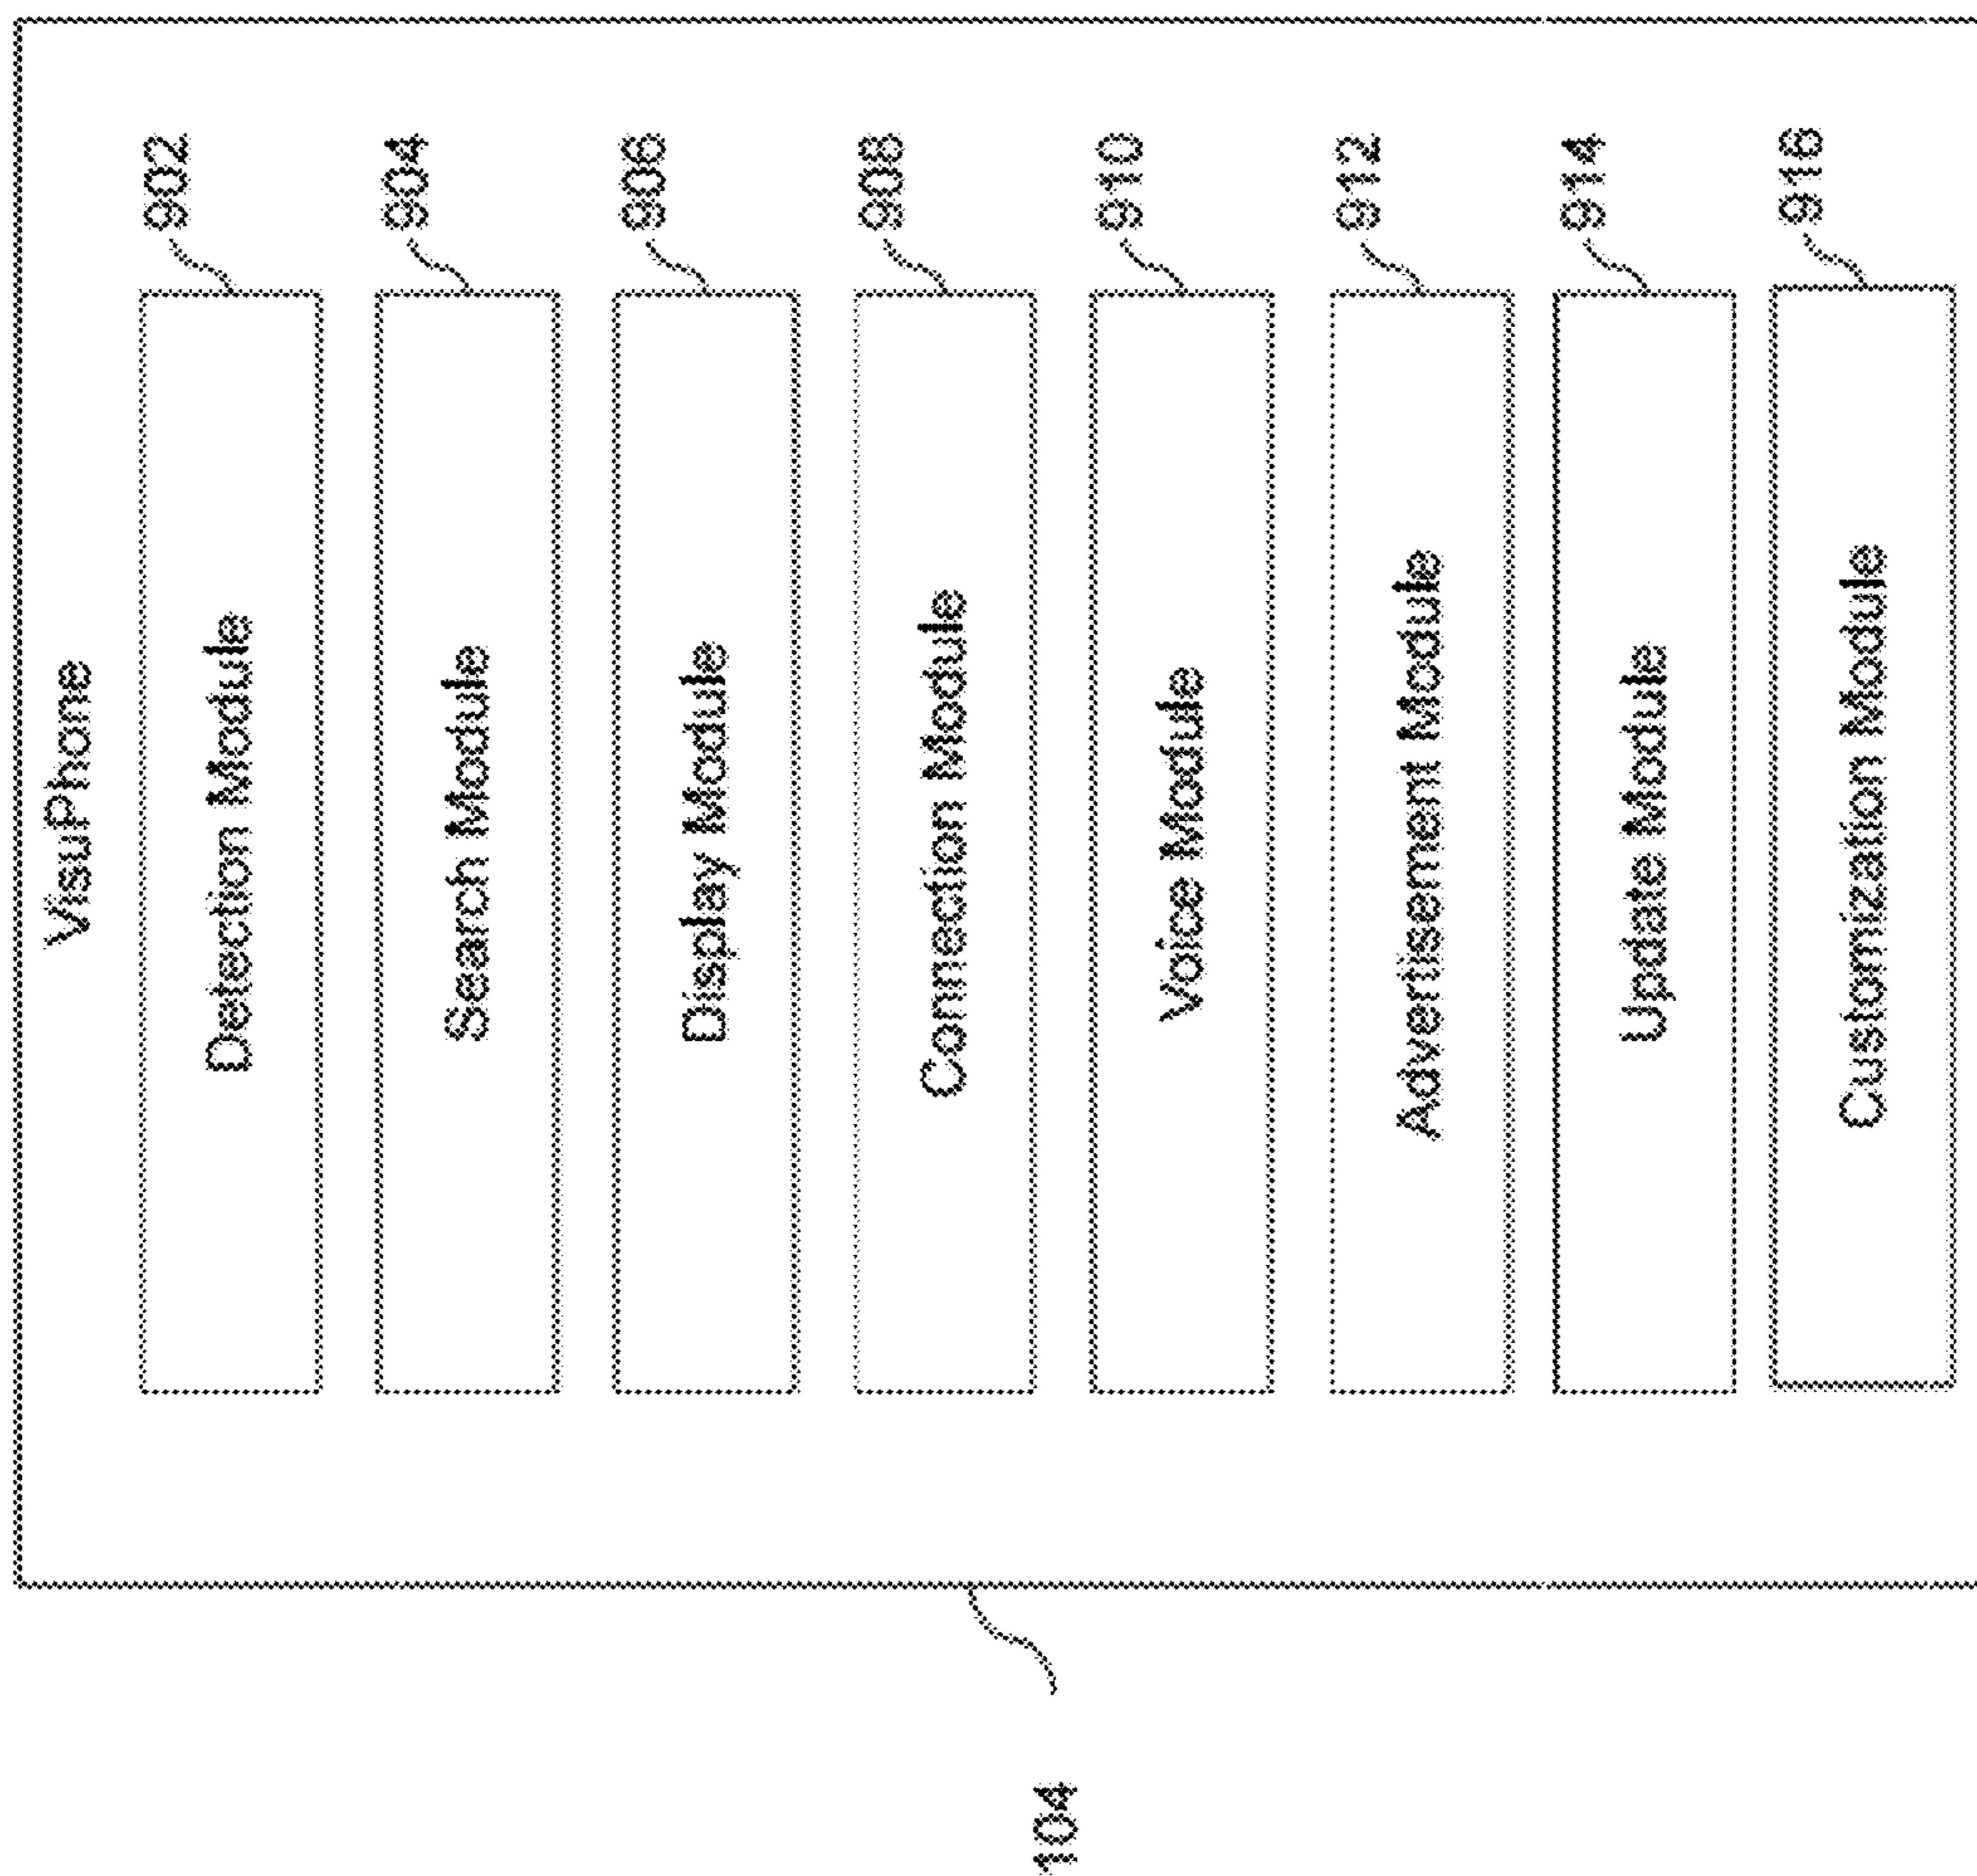 VisuPhone
902
Detection Module
904
Search Module
906
Display Module
908
Connection Module
910
Voice Module
912
Advertisement Module
914
Update Module
916
Customization Module
104